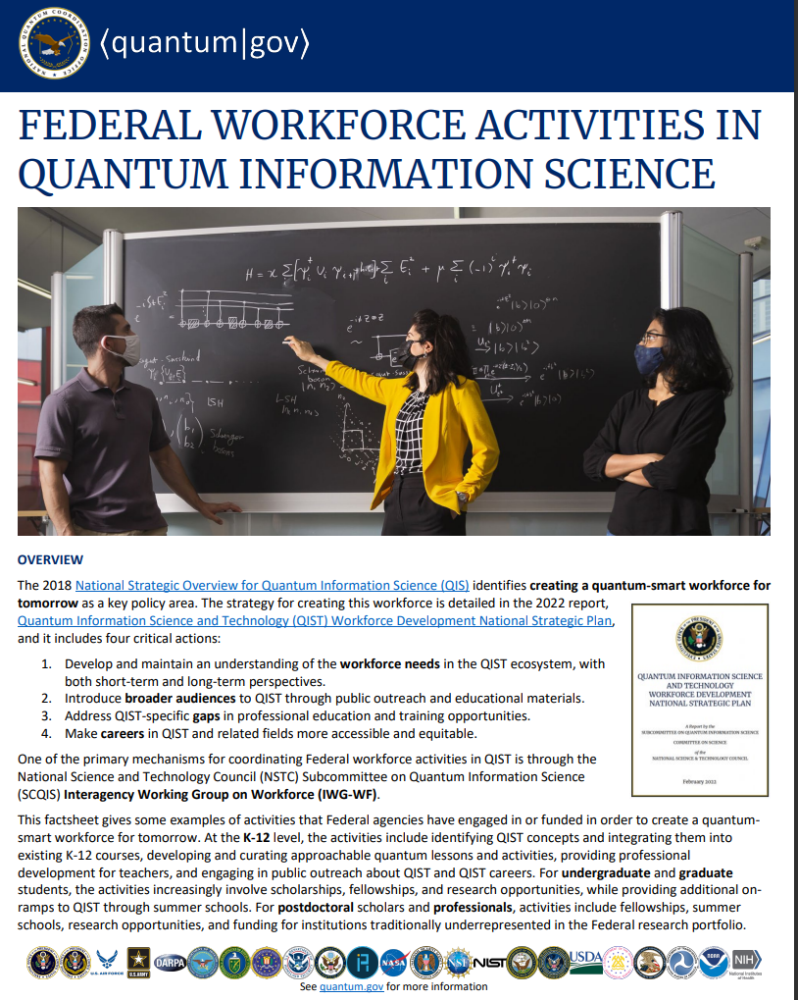 ⟨quantum|gov⟩
FEDERAL WORKFORCE ACTIVITIES IN
QUANTUM INFORMATION SCIENCE
OVERVIEW
The 2018 National Strategic Overview for Quantum Information Science (QIS) identifies creating a quantum-smart workforce for
tomorrow as a key policy area. The strategy for creating this workforce is detailed in the 2022 report,
Quantum Information Science and Technology (QIST) Workforce Development National Strategic Plan,
and it includes four critical actions:
1. Develop and maintain an understanding of the workforce needs in the QIST ecosystem, with
both short-term and long-term perspectives.
2. Introduce broader audiences to QIST through public outreach and educational materials.
3. Address QIST-specific gaps in professional education and training opportunities.
4. Make careers in QIST and related fields more accessible and equitable.
One of the primary mechanisms for coordinating Federal workforce activities in QIST is through the
National Science and Technology Council (NSTC) Subcommittee on Quantum Information Science
(SCQIS) Interagency Working Group on Workforce (IWG-WF).
QUANTUM INFORMATION SCIENCE
AND TECHNOLOGY
WORKFORCE DEVELOPMENT
NATIONAL STRATEGIC PLAN
A Report by the
SUBCOMMITTEE ON QUANTUM INFORMATION SCIENCE
COMMITTEE ON SCIENCE
of the
NATIONAL SCIENCE & TECHNOLOGY COUNCIL
February 2022
This factsheet gives some examples of activities that Federal agencies have engaged in or funded in order to create a quantum-
smart workforce for tomorrow. At the K-12 level, the activities include identifying QIST concepts and integrating them into
existing K-12 courses, developing and curating approachable quantum lessons and activities, providing professional
development for teachers, and engaging in public outreach about QIST and QIST careers. For undergraduate and graduate
students, the activities increasingly involve scholarships, fellowships, and research opportunities, while providing additional on-
ramps to QIST through summer schools. For postdoctoral scholars and professionals, activities include fellowships, summer
schools, research opportunities, and funding for institutions traditionally underrepresented in the Federal research portfolio.
U.S. AIR FORCE
U.S. ARMY
DARPA
NASA
NSF
NIST
USDA
NOAA
NIH
National Institutes
of Health
See quantum.gov for more information